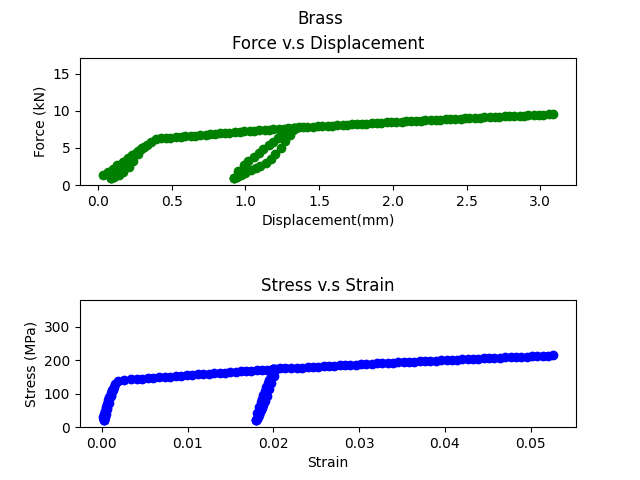 Brass
Force v.s Displacement
15
10
5
0
Force (kN)
0.0 0.5 1.0 1.5 2.0 2.5 3.0
Displacement(mm)
Stress v.s Strain
300
200
100
0
Stress (MPa)
0.00 0.01 0.02 0.03 0.04 0.05
Strain